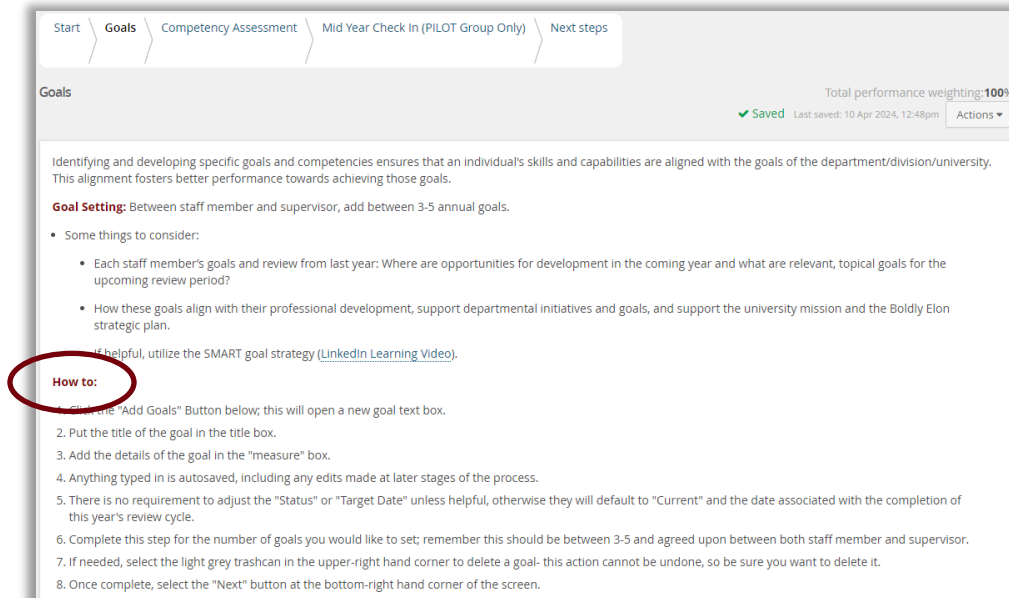 Start
Goals
Competency Assessment
Mid Year Check In (PILOT Group Only)
Next steps
Goals
Total performance weighting:100%
Saved Last saved: 10 Apr 2024, 12:48pm Actions
Identifying and developing specific goals and competencies ensures that an individual's skills and capabilities are aligned with the goals of the department/division/university.
This alignment fosters better performance towards achieving those goals.
Goal Setting: Between staff member and supervisor, add between 3-5 annual goals.
• Some things to consider:
• Each staff member's goals and review from last year: Where are opportunities for development in the coming year and what are relevant, topical goals for the
upcoming review period?
• How these goals align with their professional development, support departmental initiatives and goals, and support the university mission and the Boldly Elon
strategic plan.
If helpful, utilize the SMART goal strategy (LinkedIn Learning Video).
How to:
1. Click the "Add Goals" Button below; this will open a new goal text box.
2. Put the title of the goal in the title box.
3. Add the details of the goal in the "measure" box.
4. Anything typed in is autosaved, including any edits made at later stages of the process.
5. There is no requirement to adjust the "Status" or "Target Date" unless helpful, otherwise they will default to "Current" and the date associated with the completion of
this year's review cycle.
6. Complete this step for the number of goals you would like to set; remember this should be between 3-5 and agreed upon between both staff member and supervisor.
7. If needed, select the light grey trashcan in the upper-right hand corner to delete a goal- this action cannot be undone, so be sure you want to delete it.
8. Once complete, select the "Next" button at the bottom-right hand corner of the screen.